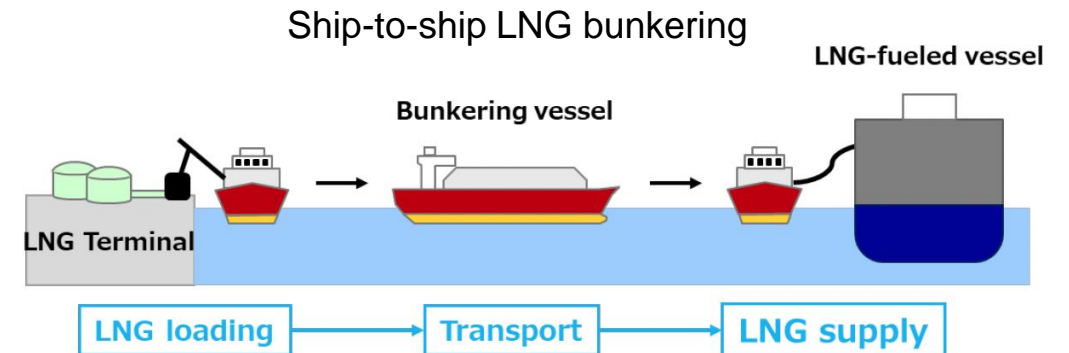 Ship-to-ship LNG bunkering
LNG-fueled vessel
Bunkering vessel
LNG Terminal
LNG loading
Transport
LNG supply